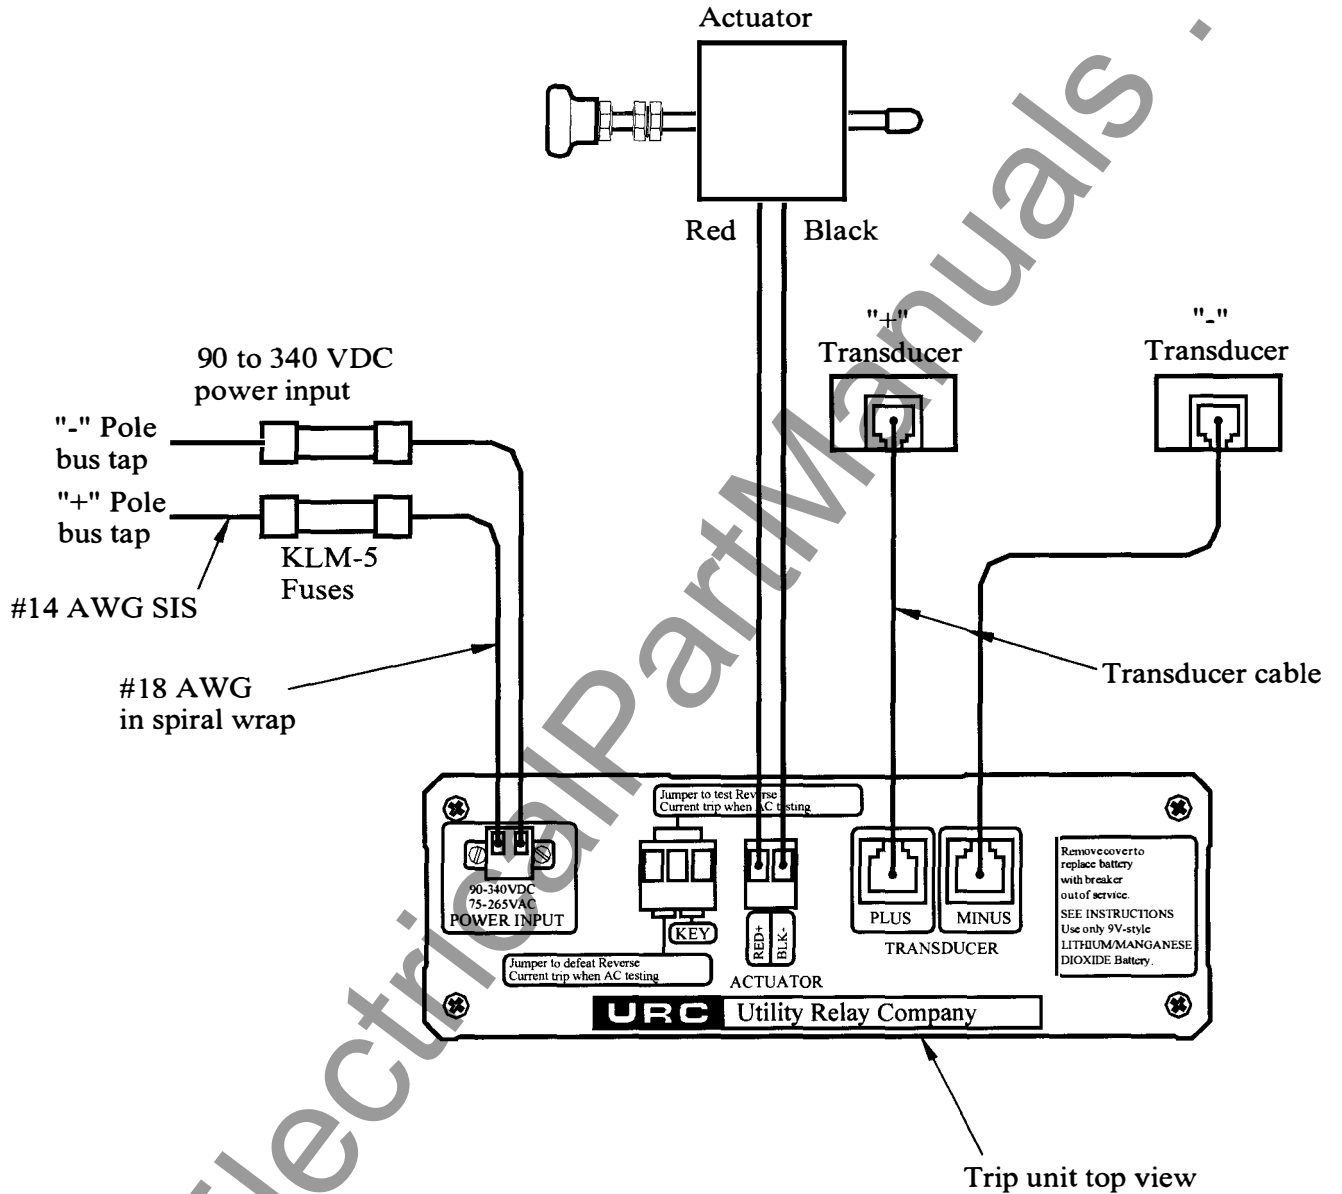 Actuator
Red
Black
"+"
Transducer
"-"
Transducer
90 to 340 VDC
power input
"-" Pole
bus tap
"+" Pole
bus tap
KLM-5
Fuses
#14 AWG SIS
#18 AWG
in spiral wrap
Transducer cable
Jumper to test Reverse
Current trip when AC testing
90-340VDC
75-265VAC
POWER INPUT
KEY
Jumper to defeat Reverse
Current trip when AC testing
RED+
BLK-
ACTUATOR
PLUS
MINUS
TRANSDUCER
Remove cover to
replace battery
with breaker
out of service.
SEE INSTRUCTIONS
Use only 9V-style
LITHIUM/MANGANESE
DIOXIDE Battery.
URC Utility Relay Company
Trip unit top view
ElectricalPartManuals .